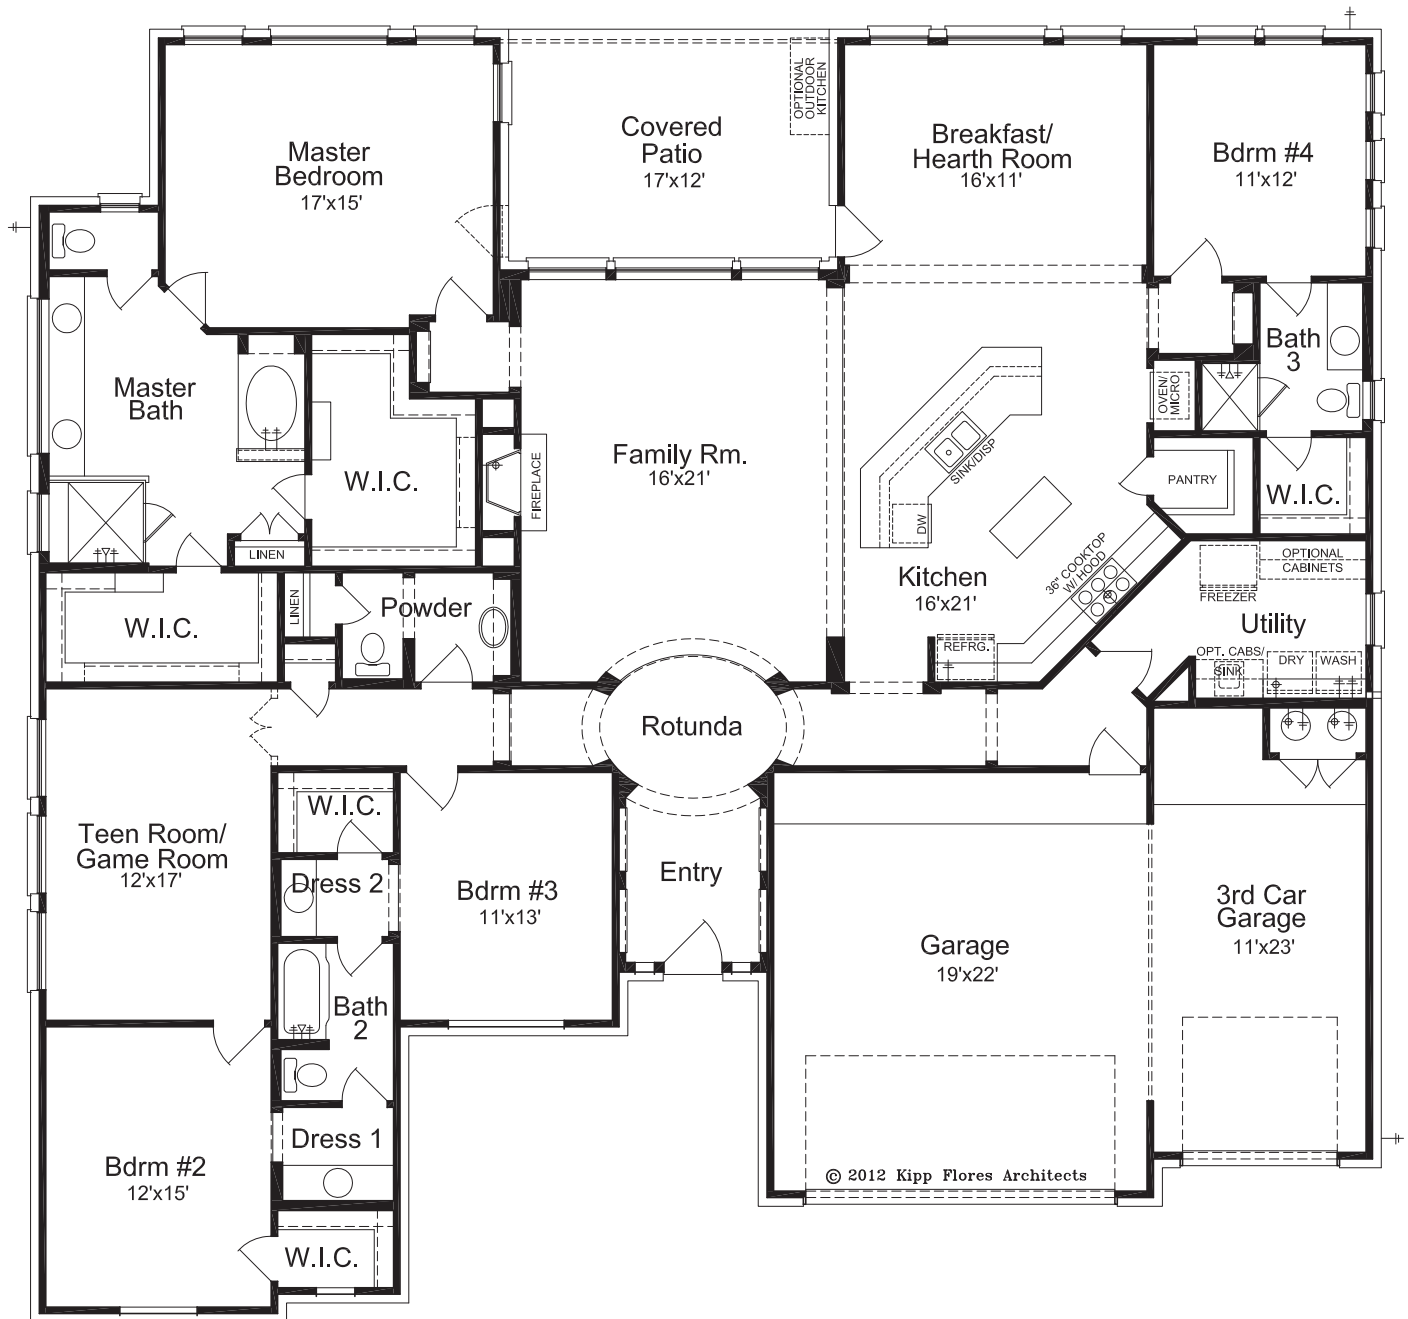 Master
Bedroom
17'x15'
Covered
Patio
17'x12'
OPTIONAL
OUTDOOR
KITCHEN
Breakfast/
Hearth Room
16'x11'
Bdrm #4
11'x12'
Master
Bath
W.I.C.
LINEN
FIREPLACE
Family Rm.
16'x21'
SINK/DISP
DW
OVEN/
MICRO
Bath
3
PANTRY
W.I.C.
Kitchen
16'x21'
36" COOKTOP
W/ HOOD
REFRG.
OPTIONAL
CABINETS
FREEZER
Utility
OPT. CABS/
SINK
DRY
WASH
W.I.C.
LINEN
Powder
Rotunda
Teen Room/
Game Room
12'x17'
W.I.C.
Dress 2
Bdrm #3
11'x13'
Entry
Garage
19'x22'
3rd Car
Garage
11'x23'
Bath
2
Dress 1
Bdrm #2
12'x15'
W.I.C.
© 2012 Kipp Flores Architects